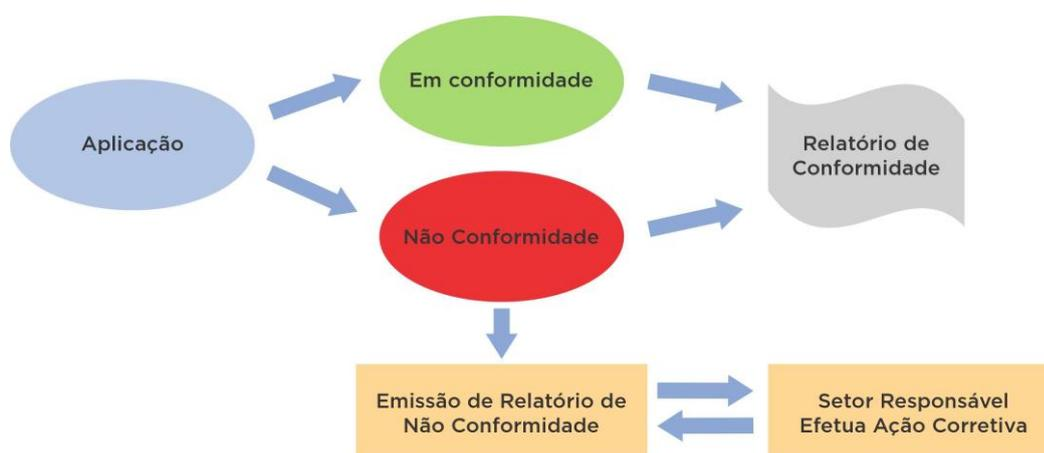 Em conformidade
Aplicação
Relatório de
Conformidade
Não Conformidade
Emissão de Relatório de
Não Conformidade
Setor Responsável
Efetua Ação Corretiva